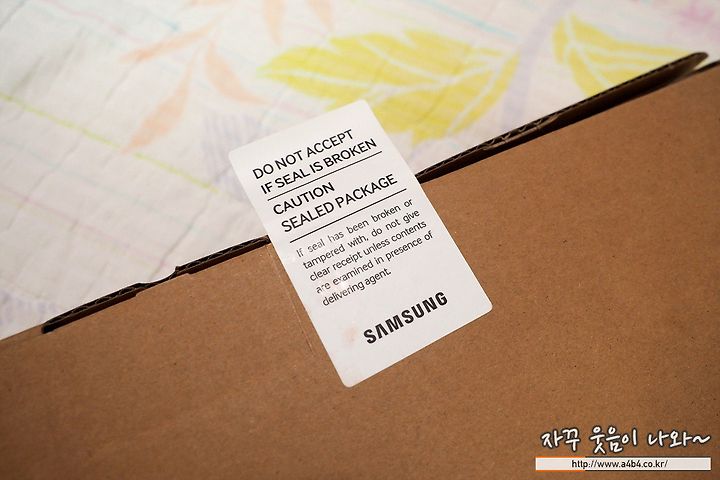 DO NOT ACCEPT
IF SEAL IS BROKEN
CAUTION
SEALED PACKAGE
If seal has been broken or
tampered with, do not give
clear receipt unless contents
are examined in presence of
delivering agent.
SAMSUNG
자꾸 웃음이 나와~
http://www.a4b4.co.kr/